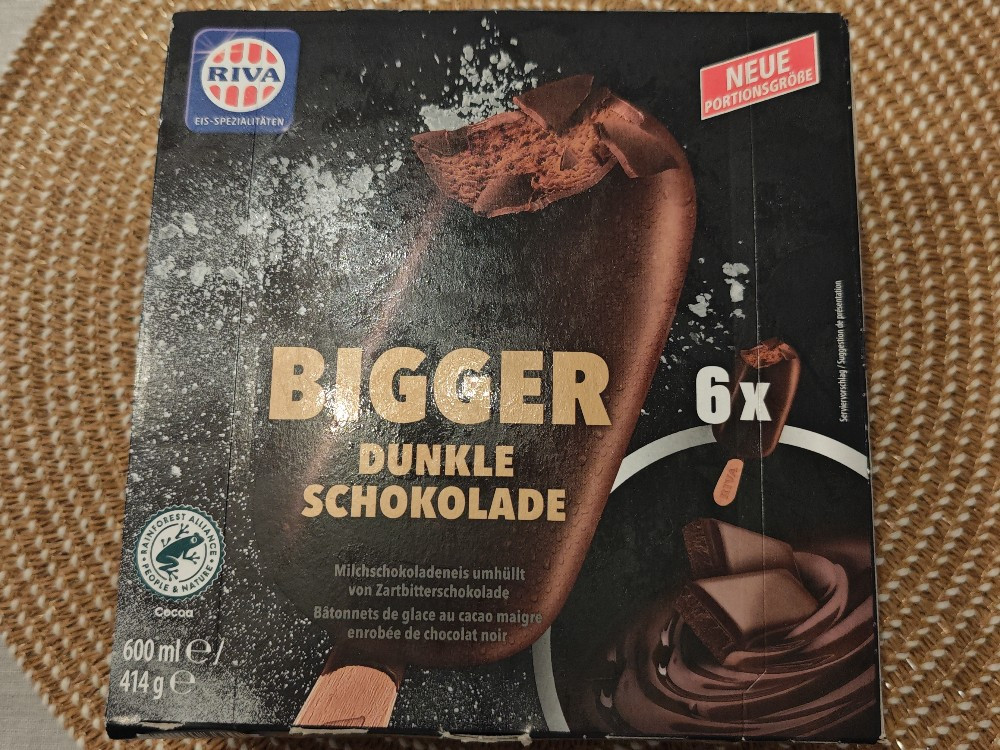 RIVA
EIS-SPEZIALITÄTEN
NEUE
PORTIONSGRÖßE
BIGGER
DUNKLE
SCHOKOLADE
6x
RIVA
Serviervorschlag / Suggestion de présentation
Milchschokoladeneis umhüllt
von Zartbitterschokolade
Bâtonnets de glace au cacao maigre
enrobée de chocolat noir
RAINFOREST ALLIANCE
PEOPLE & NATURE
Cocoa
600 ml e /
414 g e